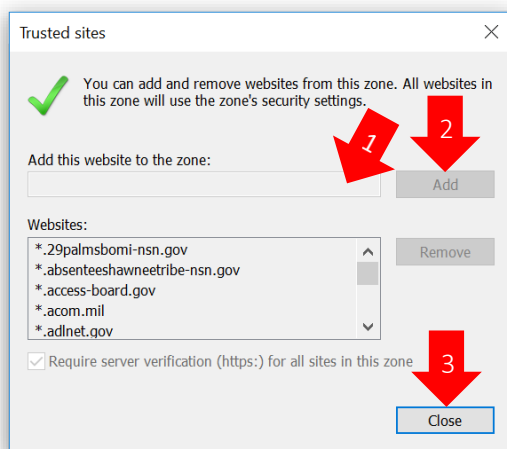 Trusted sites
You can add and remove websites from this zone. All websites in
this zone will use the zone's security settings.
1
2
Add this website to the zone:
Add
Websites:
*.29palmsbomi-nsn.gov
*.absenteeshawneetribe-nsn.gov
*.access-board.gov
*.acom.mil
*.adlnet.gov
Remove
Require server verification (https:) for all sites in this zone
3
Close